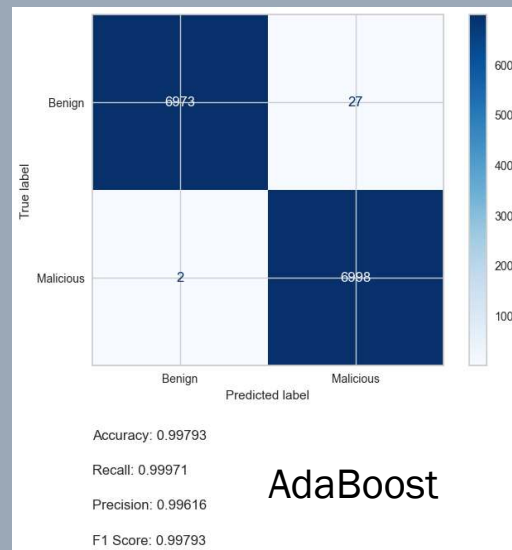 Benign
6973
27
600
500
400
True label
300
200
Malicious
2
6998
100
Benign
Malicious
Predicted label
Accuracy: 0.99793
Recall: 0.99971
Precision: 0.99616
F1 Score: 0.99793
AdaBoost